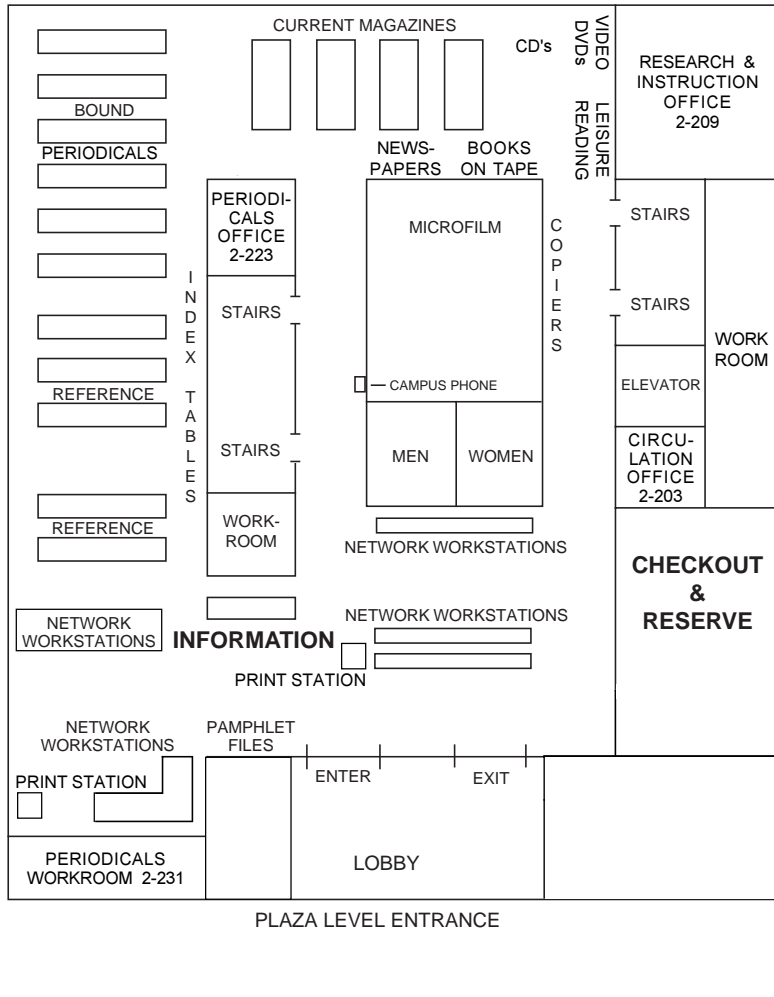 CURRENT MAGAZINES
CD's
VIDEO
DVDs
LEISURE
READING
RESEARCH &
INSTRUCTION
OFFICE
2-209
BOUND
PERIODICALS
NEWS-
PAPERS
BOOKS
ON TAPE
PERIODI-
CALS
OFFICE
2-223
MICROFILM
COPIERS
STAIRS
STAIRS
WORK
ROOM
INDEX TABLES
STAIRS
STAIRS
REFERENCE
CAMPUS PHONE
ELEVATOR
MEN
WOMEN
CIRCU-
LATION
OFFICE
2-203
REFERENCE
WORK-
ROOM
NETWORK WORKSTATIONS
CHECKOUT
&
RESERVE
NETWORK
WORKSTATIONS
INFORMATION
NETWORK WORKSTATIONS
PRINT STATION
NETWORK
WORKSTATIONS
PAMPHLET
FILES
PRINT STATION
ENTER
EXIT
PERIODICALS
WORKROOM 2-231
LOBBY
PLAZA LEVEL ENTRANCE